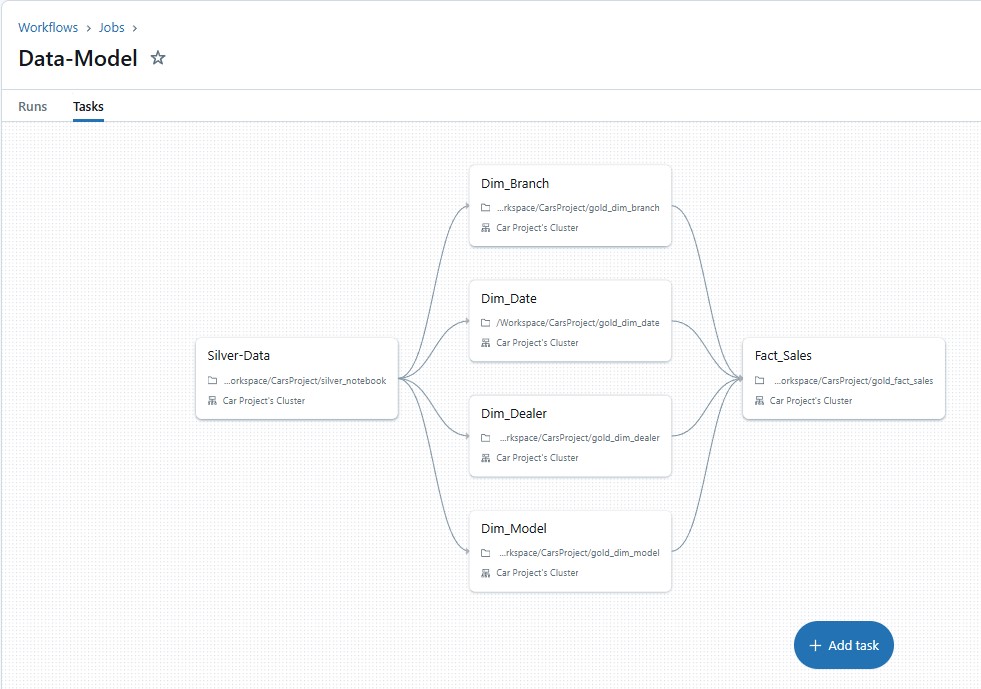 Workflows > Jobs >
Data-Model
Runs Tasks
Silver-Data
...orkspace/CarsProject/silver_notebook
Car Project's Cluster
Dim_Branch
...rkspace/CarsProject/gold_dim_branch
Car Project's Cluster
Dim_Date
/Workspace/CarsProject/gold_dim_date
Car Project's Cluster
Dim_Dealer
...rkspace/CarsProject/gold_dim_dealer
Car Project's Cluster
Dim_Model
...rkspace/CarsProject/gold_dim_model
Car Project's Cluster
Fact_Sales
...orkspace/CarsProject/gold_fact_sales
Car Project's Cluster
+ Add task